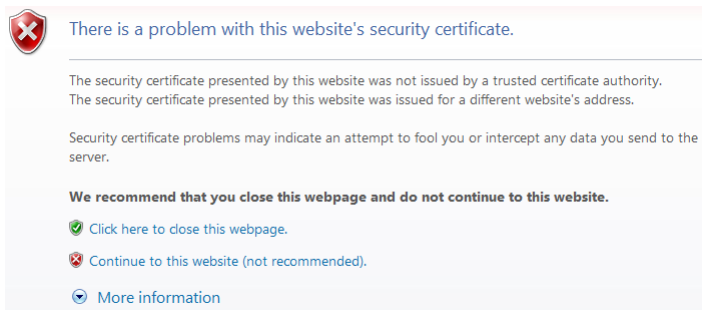 There is a problem with this website's security certificate.
The security certificate presented by this website was not issued by a trusted certificate authority.
The security certificate presented by this website was issued for a different website's address.
Security certificate problems may indicate an attempt to fool you or intercept any data you send to the
server.
We recommend that you close this webpage and do not continue to this website.
Click here to close this webpage.
Continue to this website (not recommended).
More information